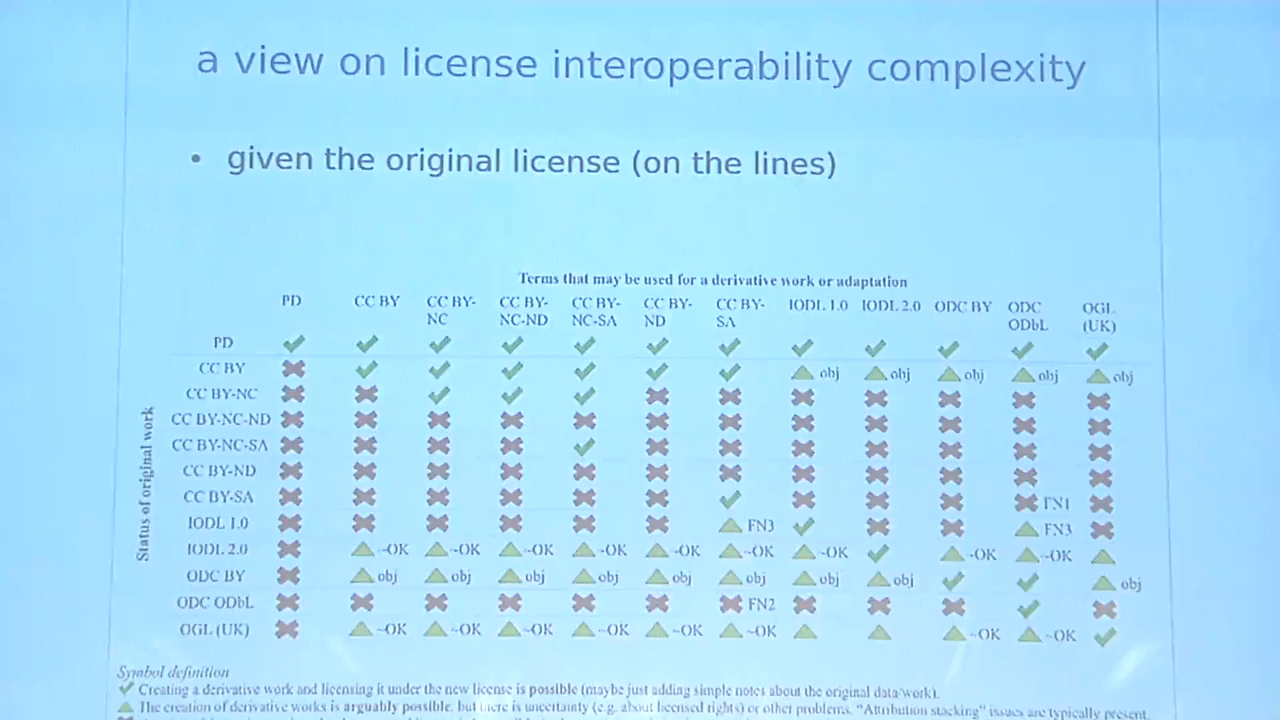 a view on license interoperability complexity
• given the original license (on the lines)
Terms that may be used for a derivative work or adaptation
PD CC BY CC BY-NC CC BY-NC-ND CC BY-NC-SA CC BY-ND CC BY-SA IODL 1.0 IODL 2.0 ODC BY ODC ODbL OGL (UK)
Status of original work
PD ✔ ✔ ✔ ✔ ✔ ✔ ✔ ✔ ✔ ✔ ✔ ✔
CC BY ✖ ✔ ✔ ✔ ✔ ✔ ✔ ▲ obj ▲ obj ▲ obj ▲ obj ▲ obj
CC BY-NC ✖ ✖ ✔ ✔ ✔ ✖ ✖ ✖ ✖ ✖ ✖ ✖
CC BY-NC-ND ✖ ✖ ✖ ✖ ✖ ✖ ✖ ✖ ✖ ✖ ✖ ✖
CC BY-NC-SA ✖ ✖ ✖ ✖ ✔ ✖ ✖ ✖ ✖ ✖ ✖ ✖
CC BY-ND ✖ ✖ ✖ ✖ ✖ ✖ ✖ ✖ ✖ ✖ ✖ ✖
CC BY-SA ✖ ✖ ✖ ✖ ✖ ✖ ✔ ✖ ✖ ✖ ✖ FN1 ✖
IODL 1.0 ✖ ✖ ✖ ✖ ✖ ✖ ▲ FN3 ✔ ✖ ✖ ▲ FN3 ✖
IODL 2.0 ✖ ▲ ~OK ▲ ~OK ▲ ~OK ▲ ~OK ▲ ~OK ▲ ~OK ▲ ~OK ✔ ▲ ~OK ▲ ~OK ▲
ODC BY ✖ ▲ obj ▲ obj ▲ obj ▲ obj ▲ obj ▲ obj ▲ obj ▲ obj ✔ ✔ ▲ obj
ODC ODbL ✖ ✖ ✖ ✖ ✖ ✖ ✖ FN2 ✖ ✖ ✖ ✔ ✖
OGL (UK) ✖ ▲ ~OK ▲ ~OK ▲ ~OK ▲ ~OK ▲ ~OK ▲ ~OK ▲ ▲ ▲ ~OK ▲ ~OK ✔
Symbol definition
✔ Creating a derivative work and licensing it under the new license is possible (maybe just adding simple notes about the original data/work).
▲ The creation of derivative works is arguably possible, but there is uncertainty (e.g. about licensed rights) or other problems. "Attribution stacking" issues are typically present.